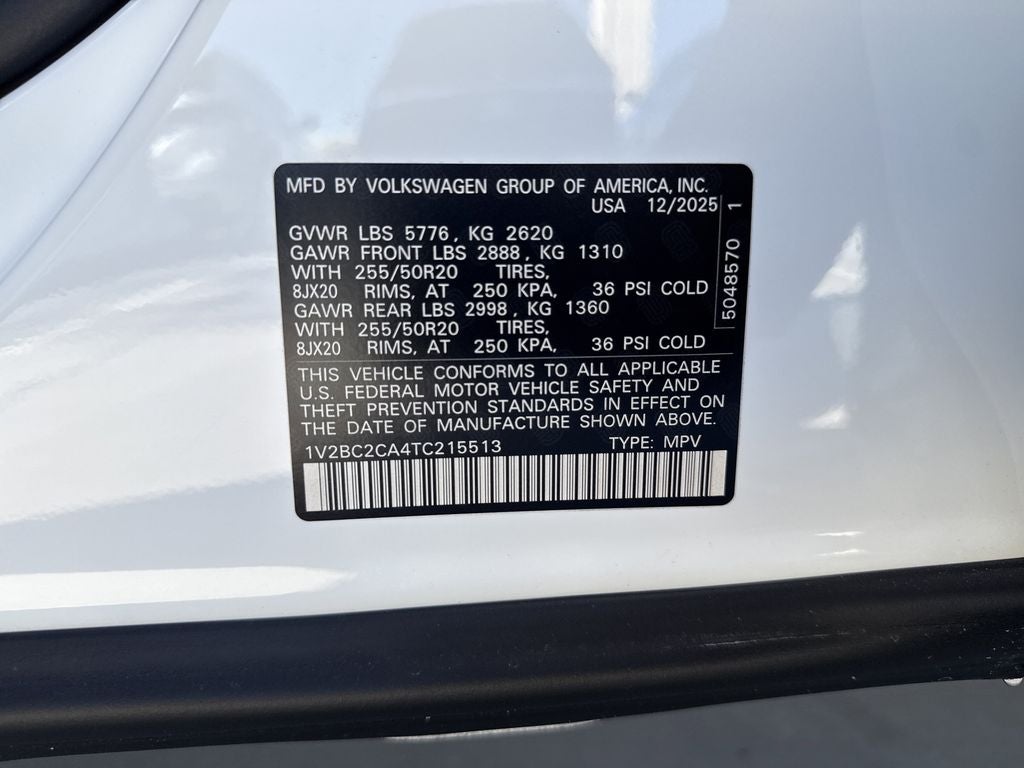 MFD BY VOLKSWAGEN GROUP OF AMERICA, INC.
USA 12/2025
GVWR LBS 5776, KG 2620
GAWR FRONT LBS 2888, KG 1310
WITH 255/50R20 TIRES,
8JX20 RIMS, AT 250 KPA, 36 PSI COLD
GAWR REAR LBS 2998, KG 1360
WITH 255/50R20 TIRES,
8JX20 RIMS, AT 250 KPA, 36 PSI COLD
5048570 1
THIS VEHICLE CONFORMS TO ALL APPLICABLE
U.S. FEDERAL MOTOR VEHICLE SAFETY AND
THEFT PREVENTION STANDARDS IN EFFECT ON
THE DATE OF MANUFACTURE SHOWN ABOVE.
1V2BC2CA4TC215513 TYPE: MPV